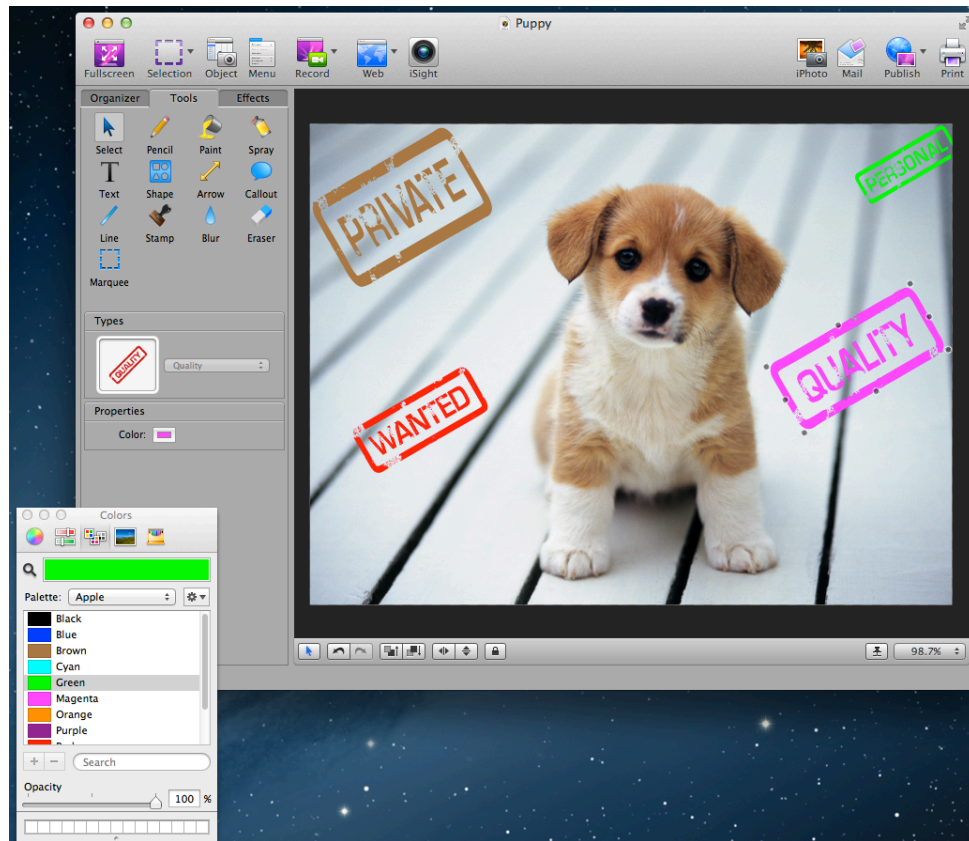 Puppy
Fullscreen Selection Object Menu Record Web iSight iPhoto Mail Publish Print
Organizer Tools Effects
Select Pencil Paint Spray
Text Shape Arrow Callout
Line Stamp Blur Eraser
Marquee
Types
QUALITY
Quality
Properties
Color:
PRIVATE
PERSONAL
QUALITY
WANTED
98.7%
Colors
Palette: Apple
Black
Blue
Brown
Cyan
Green
Magenta
Orange
Purple
Search
Opacity
100 %